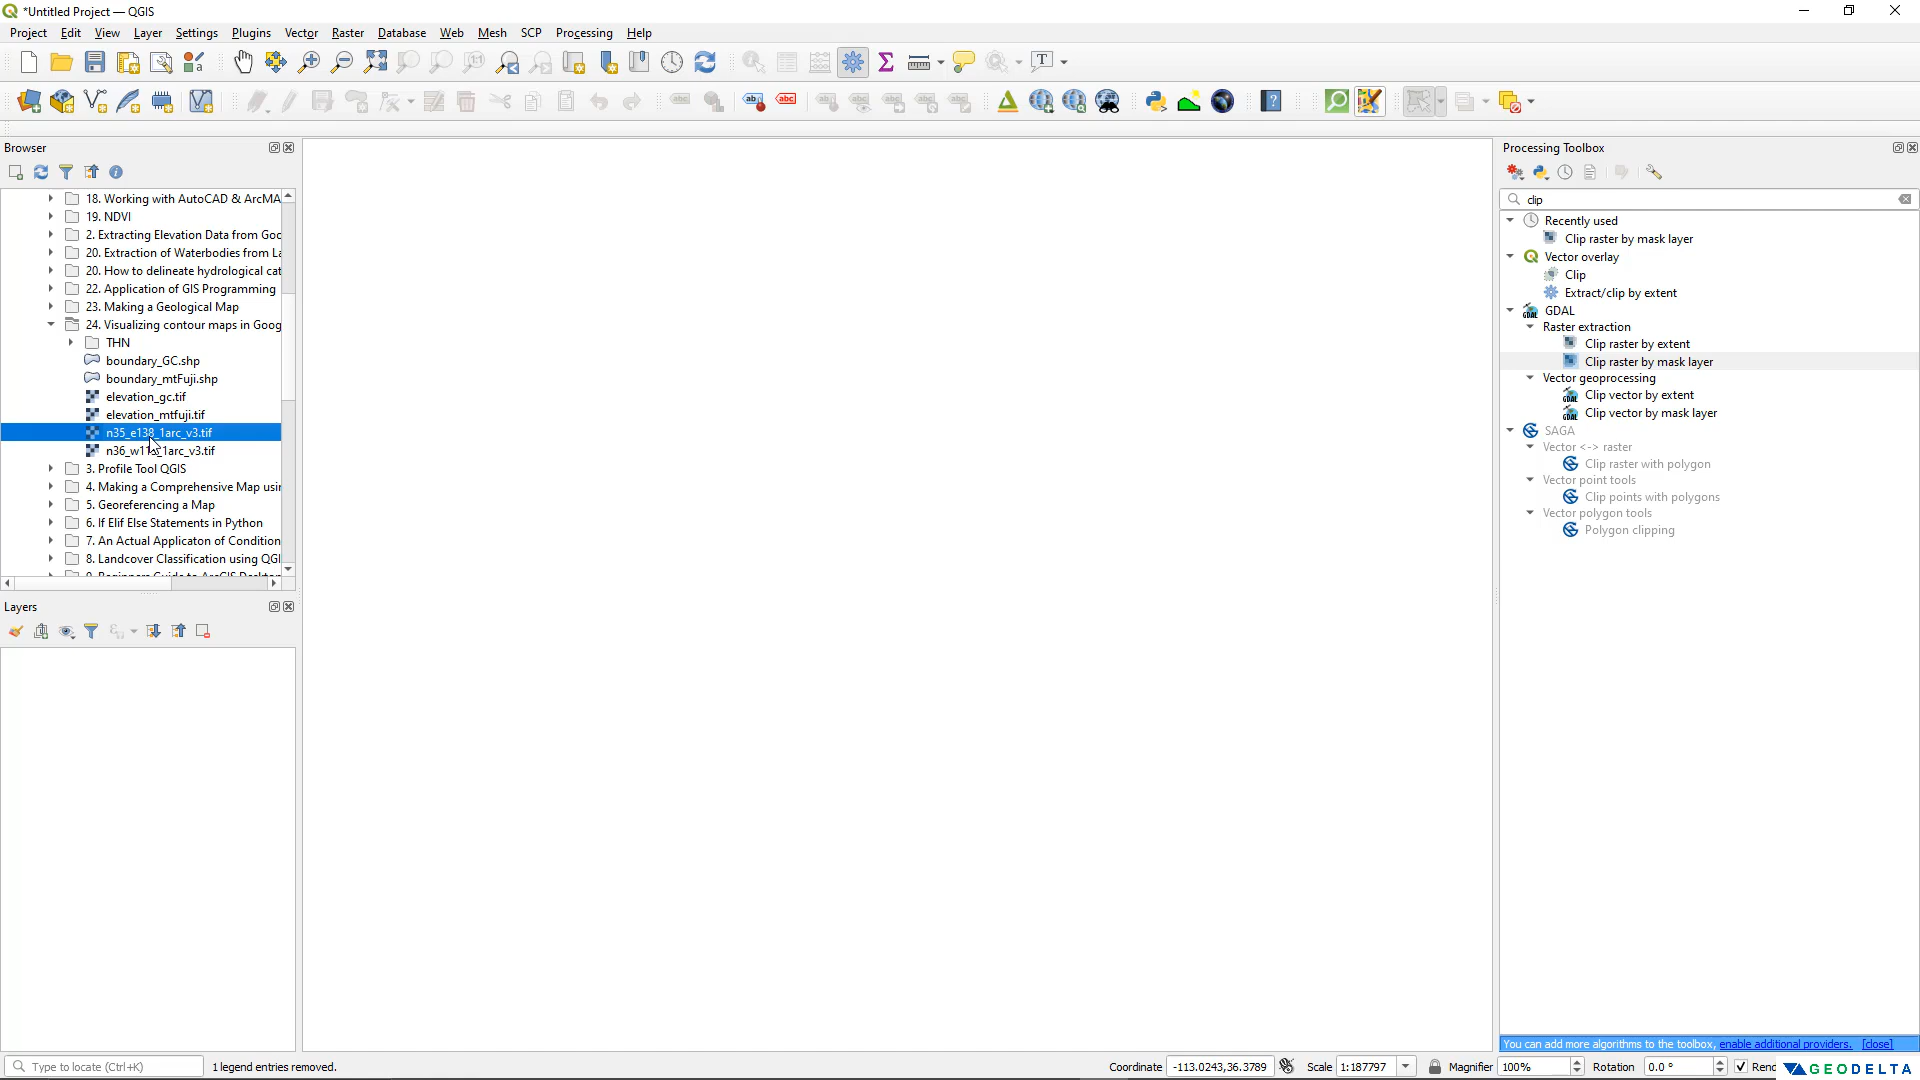 *Untitled Project — QGIS
Project Edit View Layer Settings Plugins Vector Raster Database Web Mesh SCP Processing Help
Browser
18. Working with AutoCAD & ArcMA
19. NDVI
2. Extracting Elevation Data from Goo
20. Extraction of Waterbodies from La
20. How to delineate hydrological cat
22. Application of GIS Programming
23. Making a Geological Map
24. Visualizing contour maps in Goog
THN
boundary_GC.shp
boundary_mtFuji.shp
elevation_gc.tif
elevation_mtfuji.tif
n35_e138_1arc_v3.tif
3. Profile Tool QGIS
4. Making a Comprehensive Map usin
5. Georeferencing a Map
6. If Elif Else Statements in Python
7. An Actual Applicaton of Condition
8. Landcover Classification using QGI
Layers
Processing Toolbox
clip
Recently used
Clip raster by mask layer
Vector overlay
Clip
Extract/clip by extent
GDAL
Raster extraction
Clip raster by extent
Clip raster by mask layer
Vector geoprocessing
Clip vector by extent
Clip vector by mask layer
SAGA
Vector <-> raster
Clip raster with polygon
Vector point tools
Clip points with polygons
Vector polygon tools
Polygon clipping
You can add more algorithms to the toolbox, enable additional providers. [close]
Type to locate (Ctrl+K) 1 legend entries removed. Coordinate -113.0243,36.3789 Scale 1:187797 Magnifier 100% Rotation 0.0 ° Rend GEODELTA